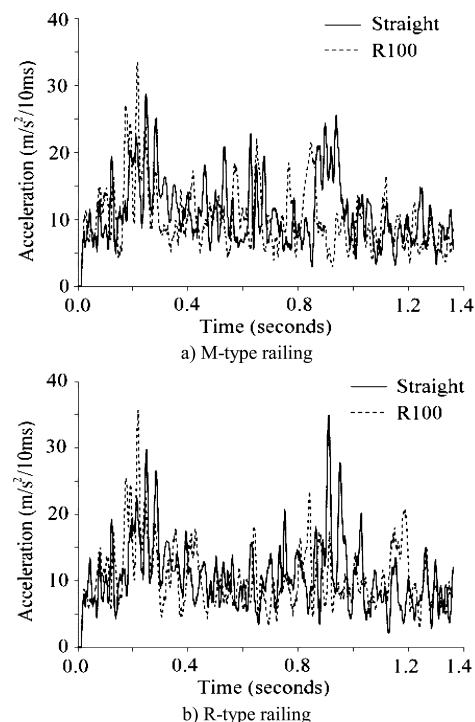 Straight
R100
40
30
20
10
0
Acceleration (m/s²/10ms)
0.0 0.4 0.8 1.2 1.4
Time (seconds)
a) M-type railing
Straight
R100
40
30
20
10
0
Acceleration (m/s²/10ms)
0.0 0.4 0.8 1.2 1.4
Time (seconds)
b) R-type railing